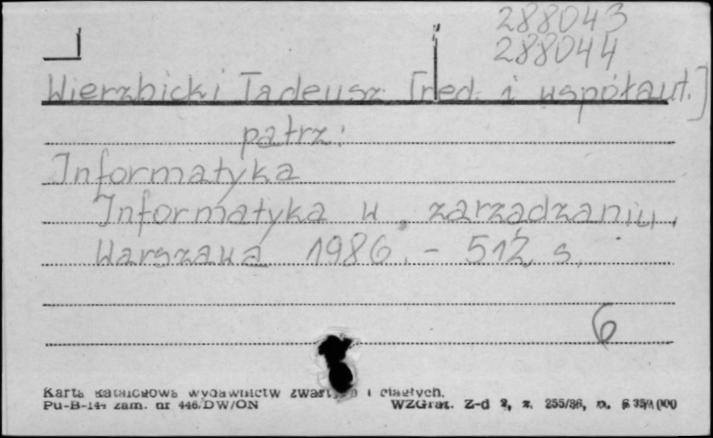 288043
288044
Wierzbicki Tadeusz [red. i współaut.]
patrz:
Informatyka
Informatyka w zarządzaniu.
Warszawa 1986. - 512 s.
6
Karta katalogowa wydawnictw zwartych i ciągłych.
Pu-B-144 zam. nr 446/DW/ON WZGraf. Z-d 2, z. 255/86, n.